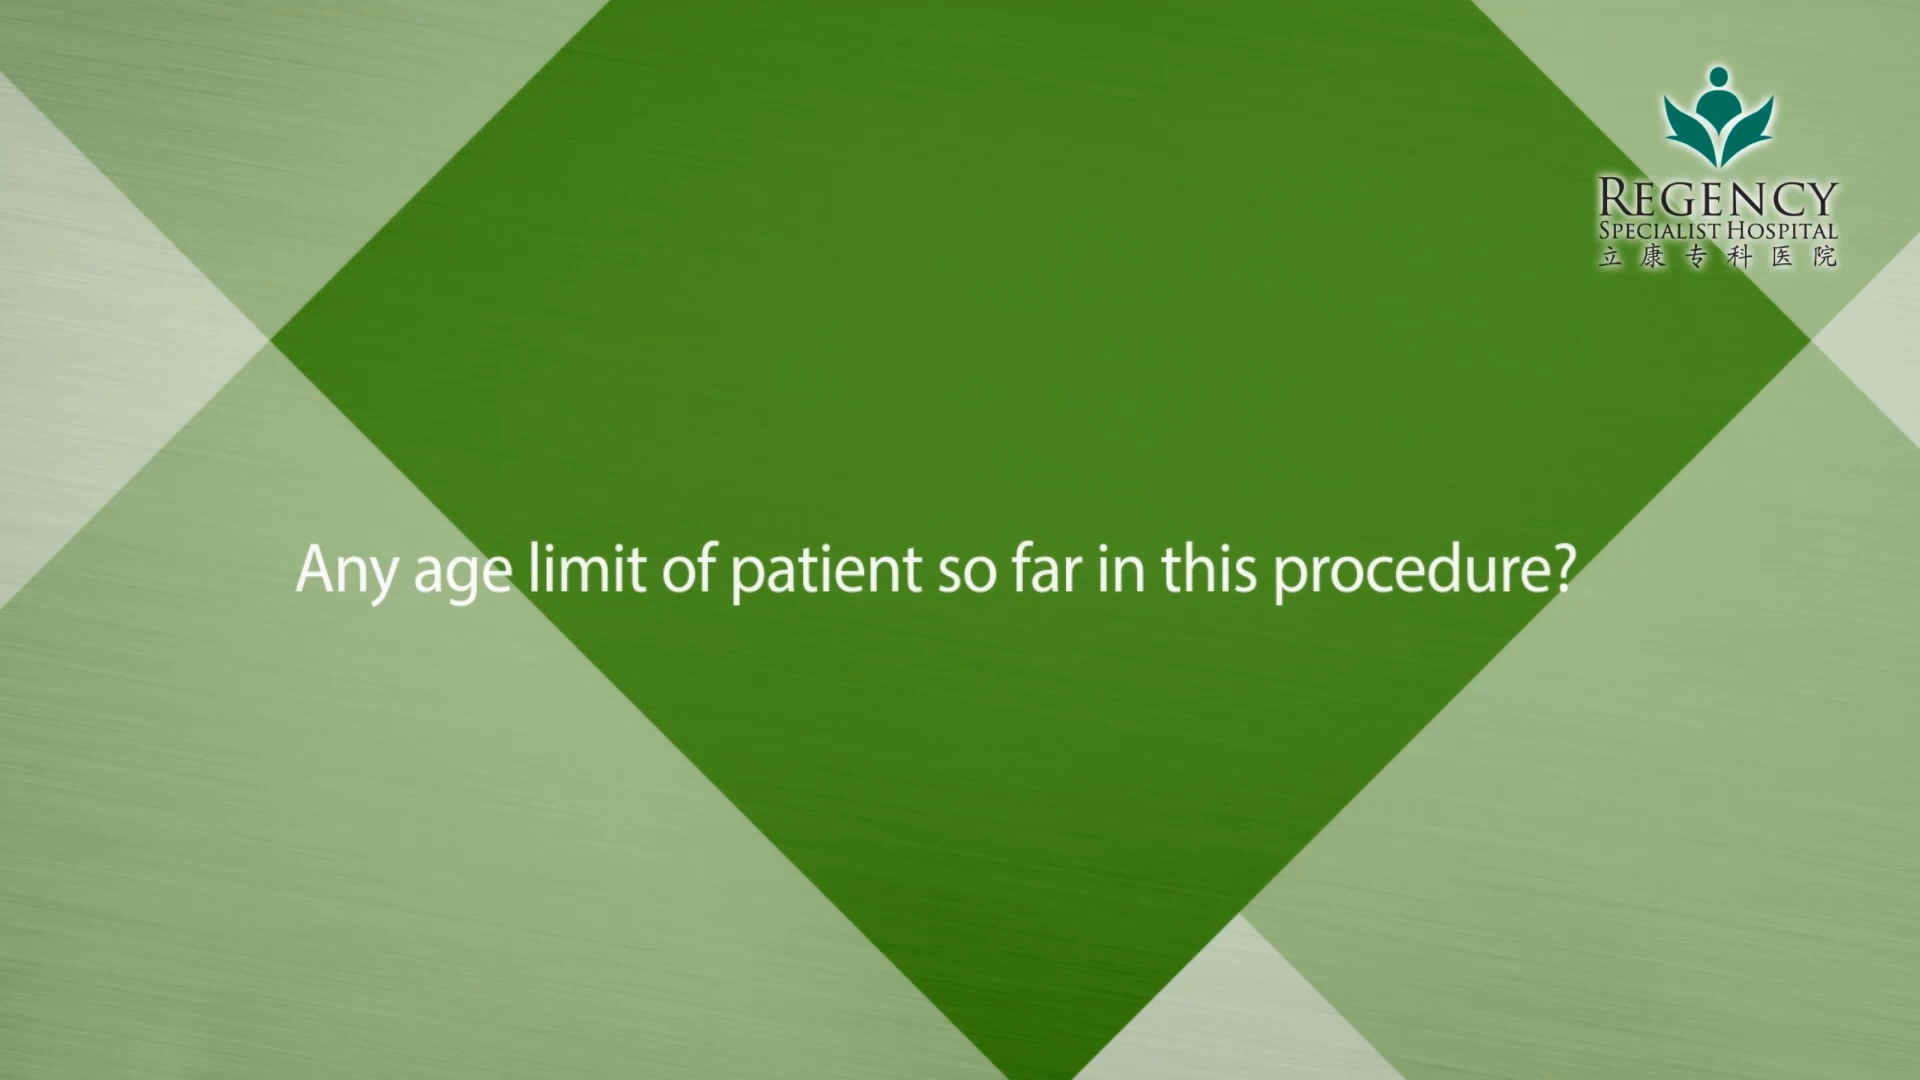 REGENCY
SPECIALIST HOSPITAL
立康专科医院
Any age limit of patient so far in this procedure?